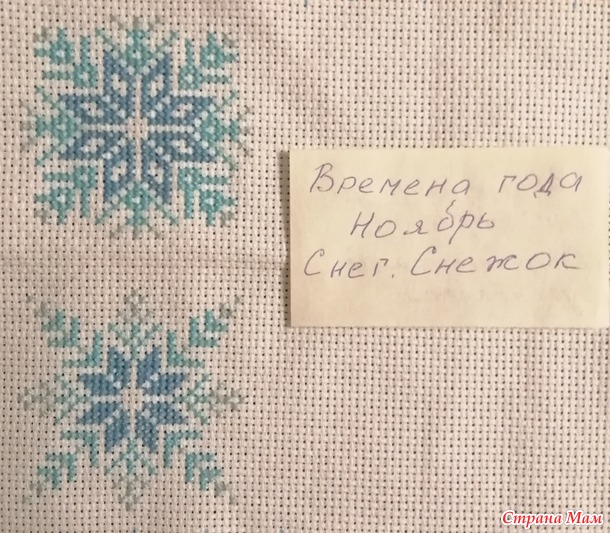 Времена года
Ноябрь
Снег. Снежок
Страна Мам